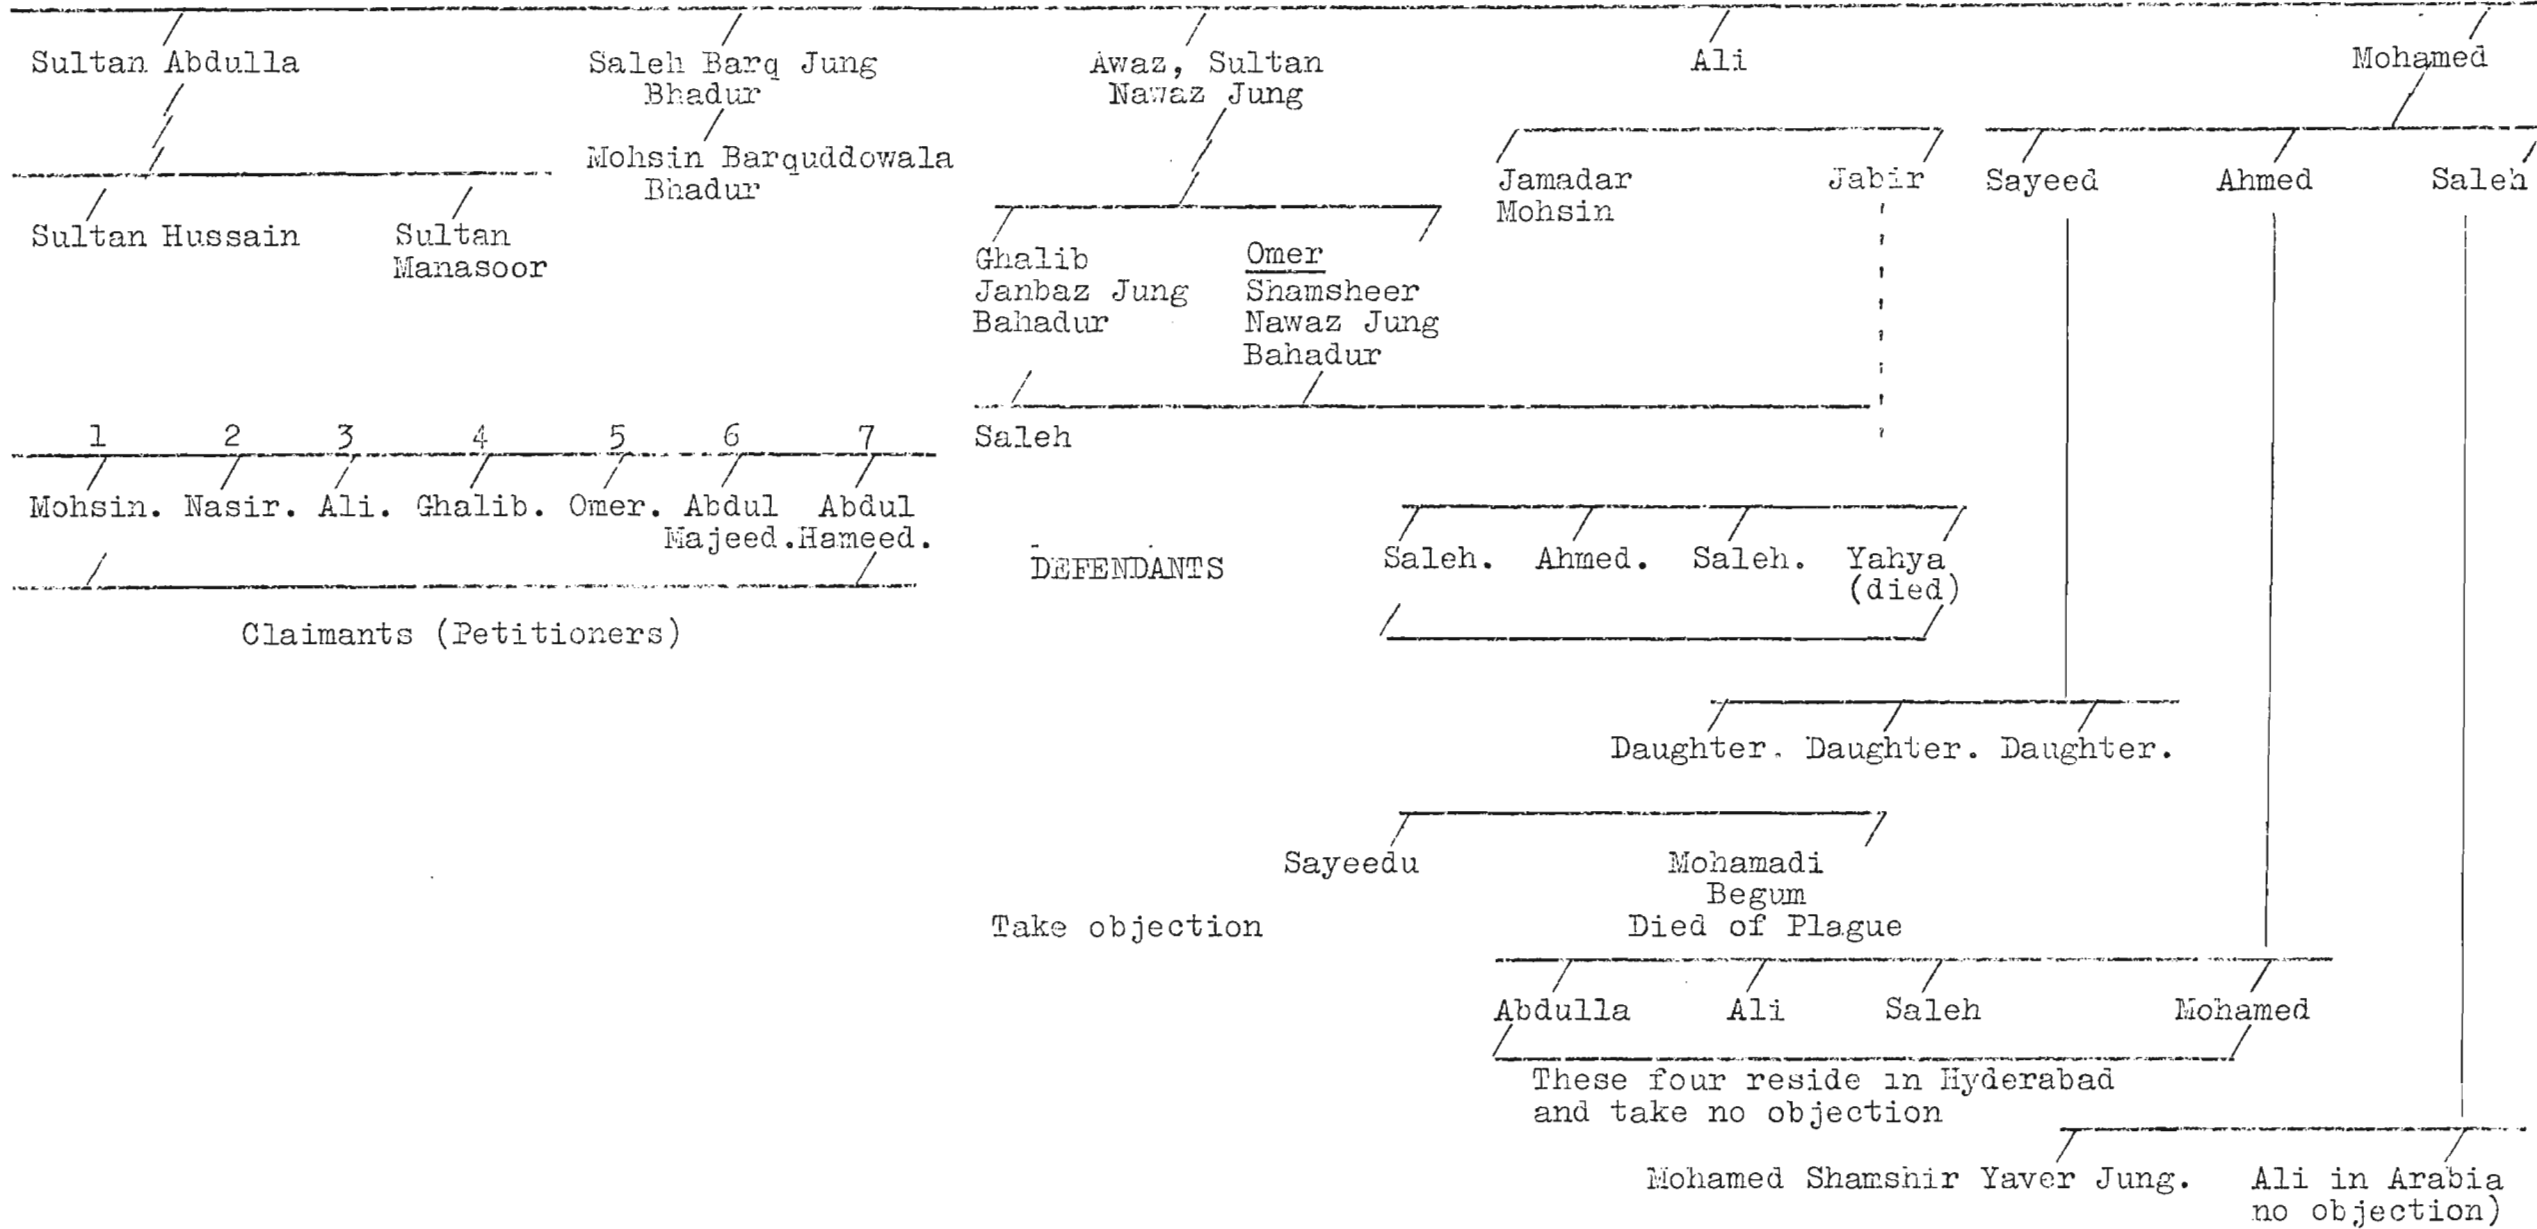 Sultan Abdulla
Saleh Barq Jung
Bhadur
Awaz, Sultan
Nawaz Jung
Ali
Mohamed
Mohsin Barquddowala
Bhadur
Jamadar
Mohsin
Jabir
Sayeed
Ahmed
Saleh
Sultan Hussain
Sultan
Manasoor
Ghalib
Janbaz Jung
Bahadur
Omer
Shamsheer
Nawaz Jung
Bahadur
Saleh
1 2 3 4 5 6 7
Mohsin. Nasir. Ali. Ghalib. Omer. Abdul Abdul
Majeed. Hameed.
Claimants (Petitioners)
DEFENDANTS
Saleh. Ahmed. Saleh. Yahya
(died)
Daughter. Daughter. Daughter.
Sayeedu
Mohamadi
Begum
Died of Plague
Take objection
Abdulla Ali Saleh Mohamed
These four reside in Hyderabad
and take no objection
Mohamed Shamshir Yaver Jung.
Ali in Arabia
no objection)